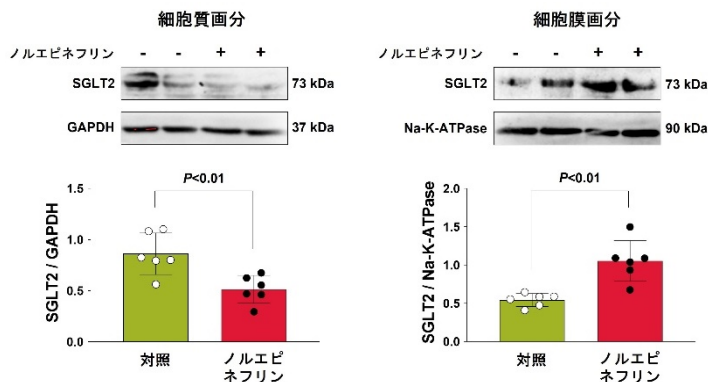 細胞質画分
ノルエピネフリン - - + +
SGLT2 73 kDa
GAPDH 37 kDa
P<0.01
SGLT2 / GAPDH
1.5
1.0
0.5
0.0
対照
ノルエピ
ネフリン
細胞膜画分
ノルエピネフリン - - + +
SGLT2 73 kDa
Na-K-ATPase 90 kDa
P<0.01
SGLT2 / Na-K-ATPase
2.0
1.5
1.0
0.5
0.0
対照
ノルエピ
ネフリン